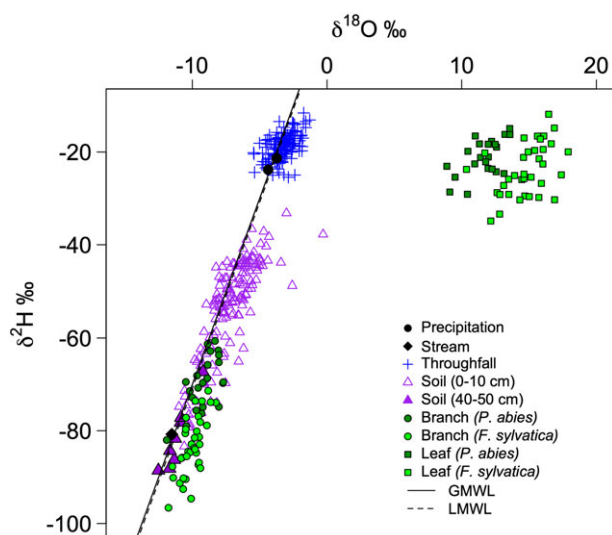 δ18O ‰
-10 0 10 20
-20
-40
-60
-80
-100
δ2H ‰
Precipitation
Stream
Throughfall
Soil (0-10 cm)
Soil (40-50 cm)
Branch (P. abies)
Branch (F. sylvatica)
Leaf (P. abies)
Leaf (F. sylvatica)
GMWL
LMWL